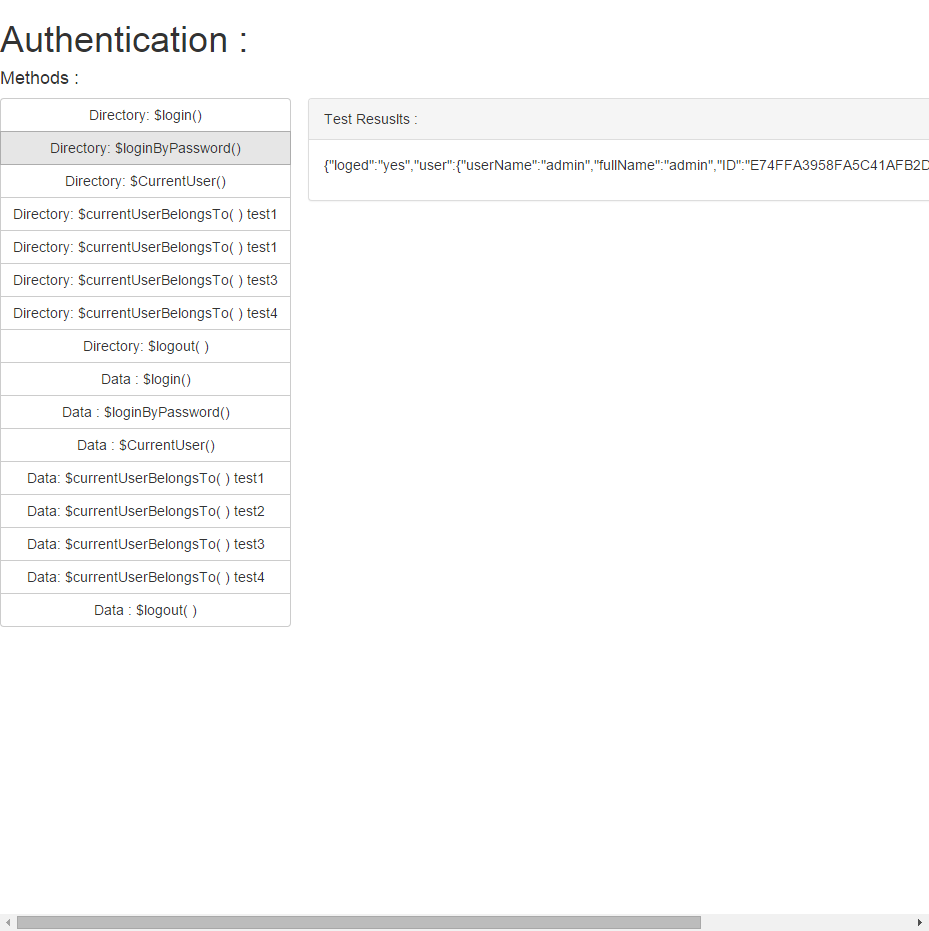 Authentication :
Methods :
Directory: $login()
Directory: $loginByPassword()
Directory: $CurrentUser()
Directory: $currentUserBelongsTo( ) test1
Directory: $currentUserBelongsTo( ) test1
Directory: $currentUserBelongsTo( ) test3
Directory: $currentUserBelongsTo( ) test4
Directory: $logout( )
Data : $login()
Data : $loginByPassword()
Data : $CurrentUser()
Data: $currentUserBelongsTo( ) test1
Data: $currentUserBelongsTo( ) test2
Data: $currentUserBelongsTo( ) test3
Data: $currentUserBelongsTo( ) test4
Data : $logout( )
Test Resuslts :
{"loged":"yes","user":{"userName":"admin","fullName":"admin","ID":"E74FFA3958FA5C41AFB2D